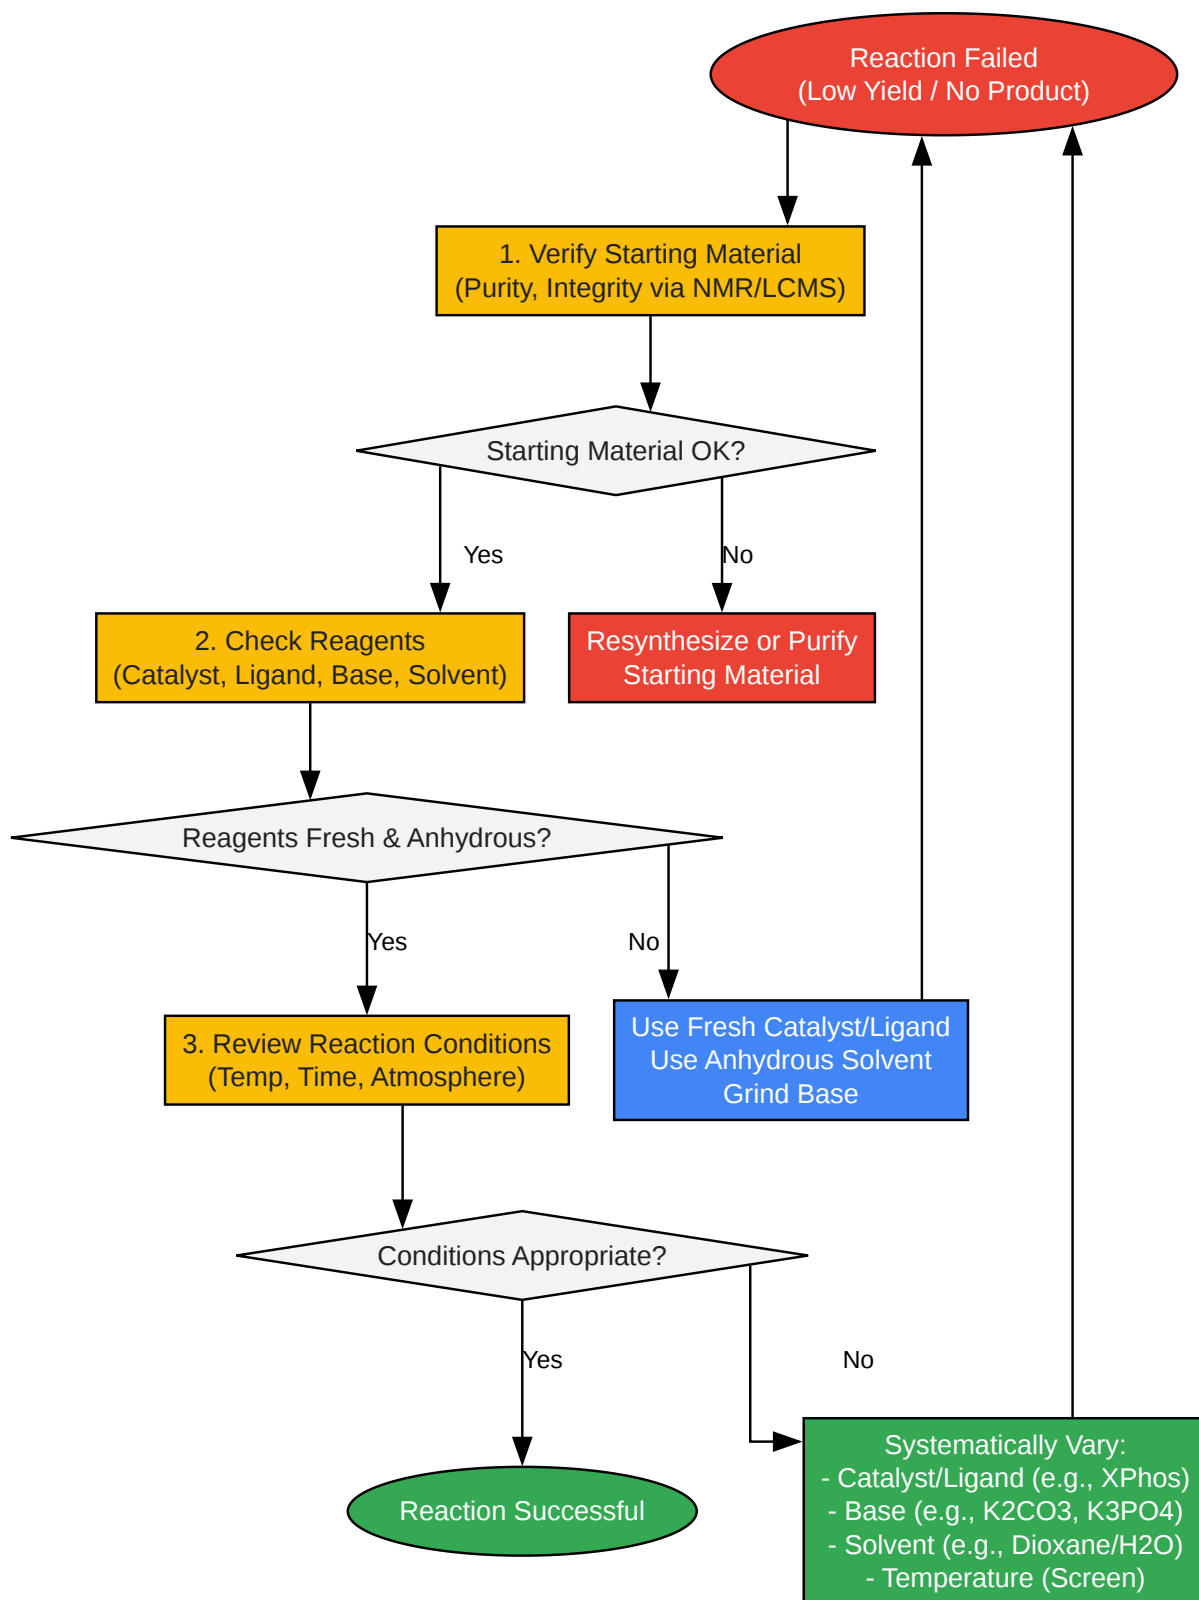 Reaction Failed
(Low Yield / No Product)
1. Verify Starting Material
(Purity, Integrity via NMR/LCMS)
Starting Material OK?
Yes
No
2. Check Reagents
(Catalyst, Ligand, Base, Solvent)
Resynthesize or Purify
Starting Material
Reagents Fresh & Anhydrous?
Yes
No
3. Review Reaction Conditions
(Temp, Time, Atmosphere)
Use Fresh Catalyst/Ligand
Use Anhydrous Solvent
Grind Base
Conditions Appropriate?
Yes
No
Reaction Successful
Systematically Vary:
- Catalyst/Ligand (e.g., XPhos)
- Base (e.g., K2CO3, K3PO4)
- Solvent (e.g., Dioxane/H2O)
- Temperature (Screen)